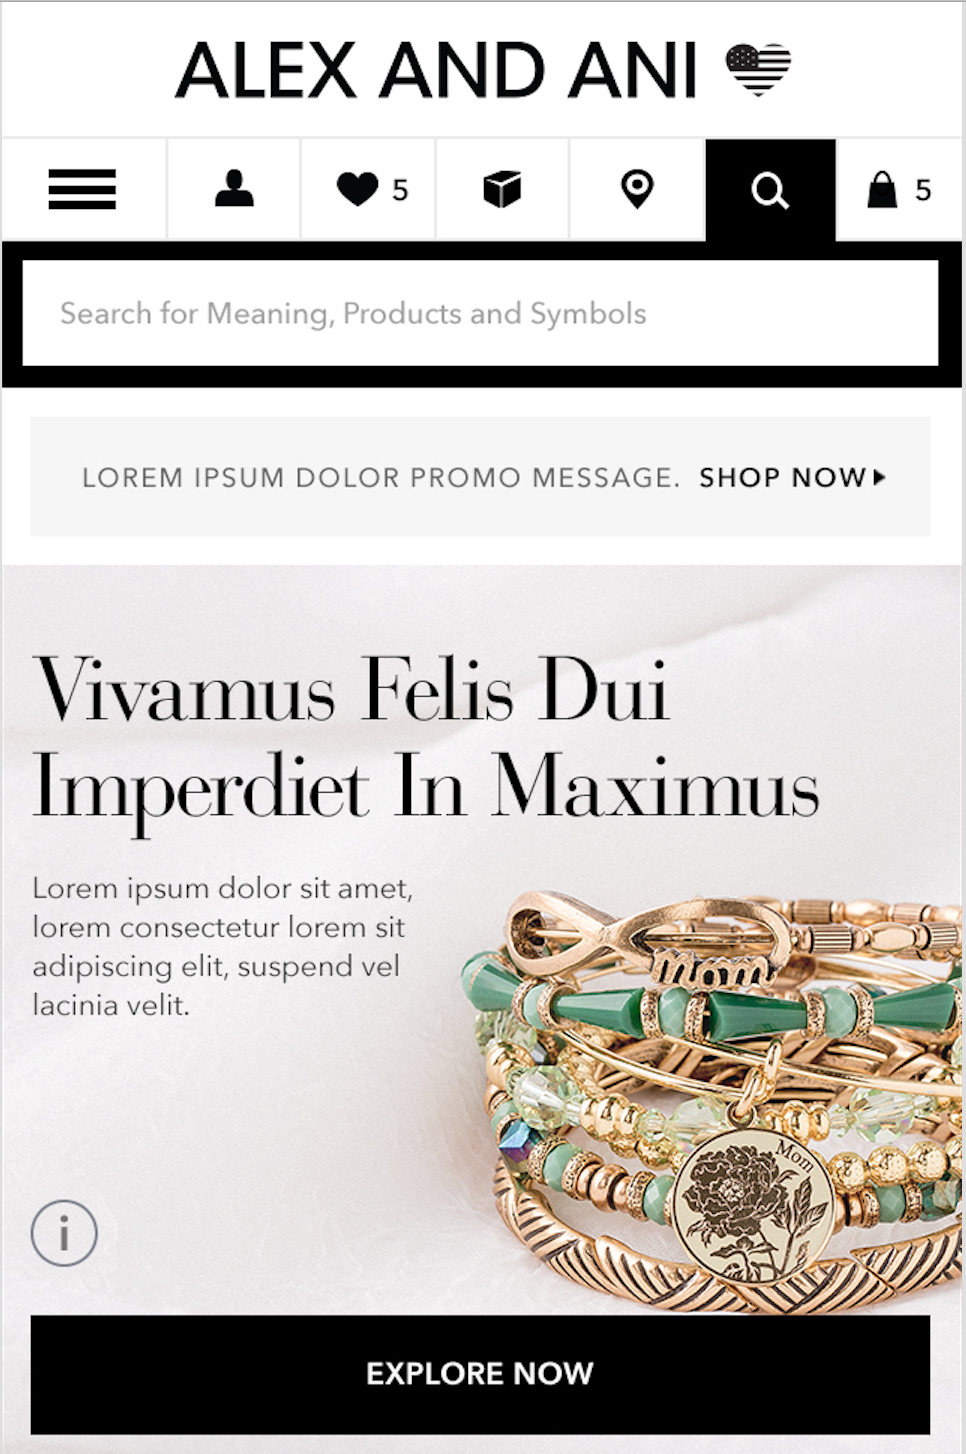 ALEX AND ANI
5
5
Search for Meaning, Products and Symbols
LOREM IPSUM DOLOR PROMO MESSAGE. SHOP NOW
Vivamus Felis Dui
Imperdiet In Maximus
Lorem ipsum dolor sit amet,
lorem consectetur lorem sit
adipiscing elit, suspend vel
lacinia velit.
mom
Mom
i
EXPLORE NOW